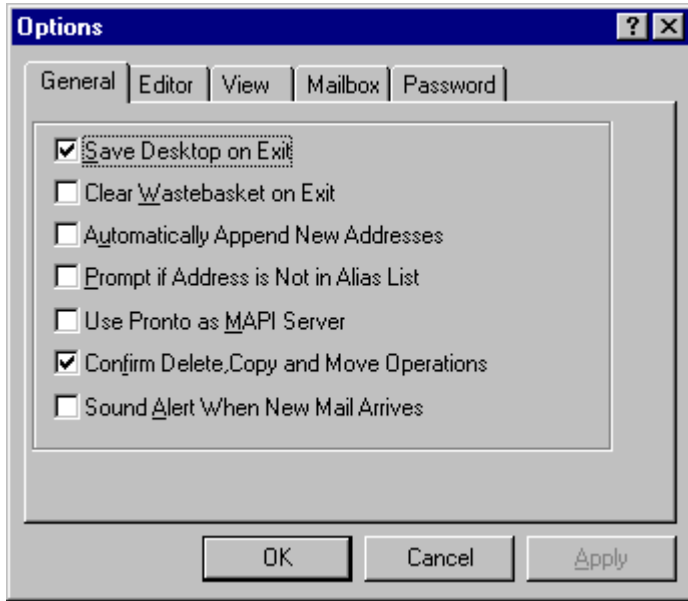 Options
General Editor View Mailbox Password
Save Desktop on Exit
Clear Wastebasket on Exit
Automatically Append New Addresses
Prompt if Address is Not in Alias List
Use Pronto as MAPI Server
Confirm Delete,Copy and Move Operations
Sound Alert When New Mail Arrives
OK Cancel Apply